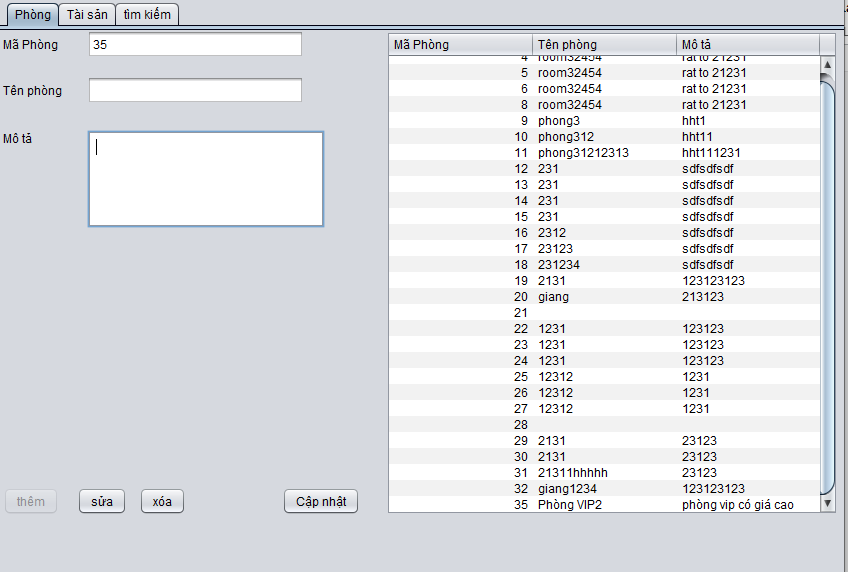 Phòng Tài sản tìm kiếm
Mã Phòng 35
Tên phòng
Mô tả
thêm sửa xóa Cập nhật
Mã Phòng Tên phòng Mô tả
4 room32454 rat to 21231
5 room32454 rat to 21231
6 room32454 rat to 21231
8 room32454 rat to 21231
9 phong3 hht1
10 phong312 hht11
11 phong31212313 hht111231
12 231 sdfsdfsdf
13 231 sdfsdfsdf
14 231 sdfsdfsdf
15 231 sdfsdfsdf
16 2312 sdfsdfsdf
17 23123 sdfsdfsdf
18 231234 sdfsdfsdf
19 2131 123123123
20 giang 213123
21
22 1231 123123
23 1231 123123
24 1231 123123
25 12312 1231
26 12312 1231
27 12312 1231
28
29 2131 23123
30 2131 23123
31 21311hhhhh 23123
32 giang1234 123123123
35 Phòng VIP2 phòng vip có giá cao